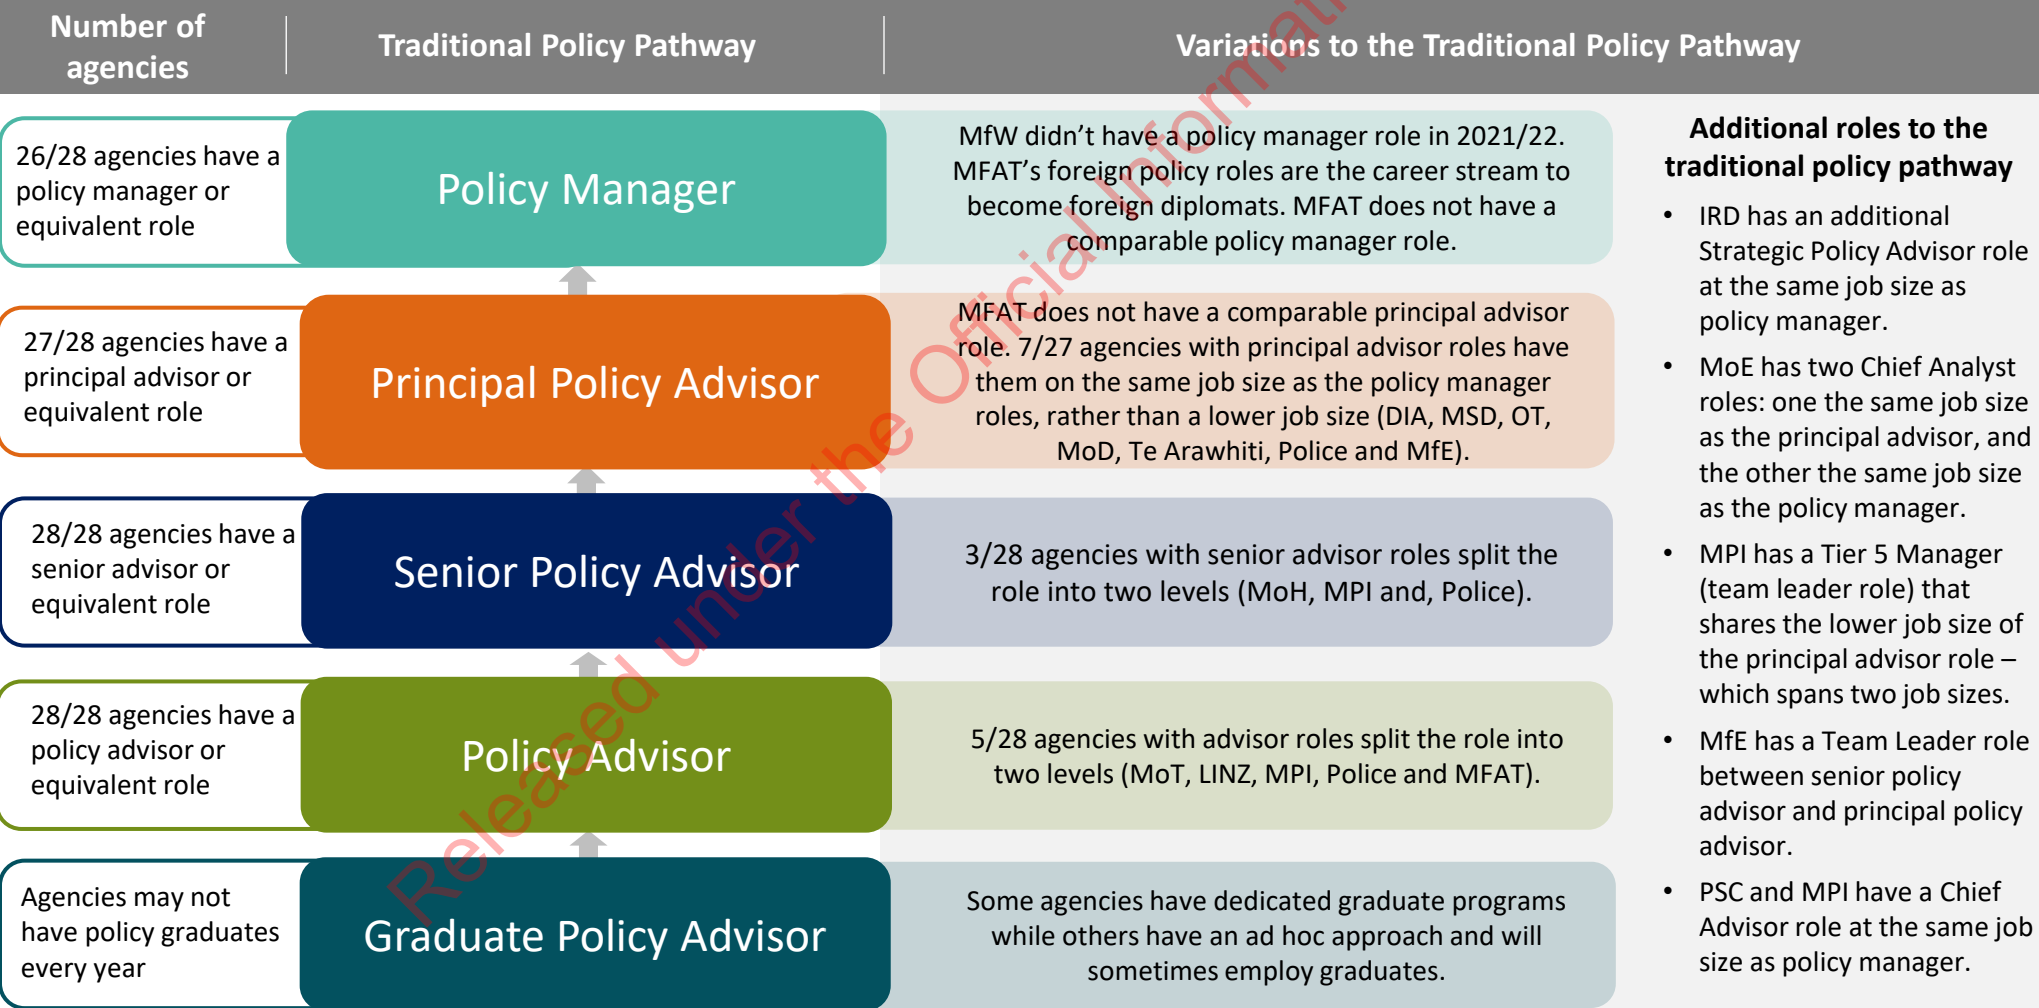 Number of
agencies
Traditional Policy Pathway
Variations to the Traditional Policy Pathway
26/28 agencies have a
policy manager or
equivalent role
Policy Manager
MfW didn’t have a policy manager role in 2021/22.
MFAT’s foreign policy roles are the career stream to
become foreign diplomats. MFAT does not have a
comparable policy manager role.
27/28 agencies have a
principal advisor or
equivalent role
Principal Policy Advisor
MFAT does not have a comparable principal advisor
role. 7/27 agencies with principal advisor roles have
them on the same job size as the policy manager
roles, rather than a lower job size (DIA, MSD, OT,
MoD, Te Arawhiti, Police and MfE).
28/28 agencies have a
senior advisor or
equivalent role
Senior Policy Advisor
3/28 agencies with senior advisor roles split the
role into two levels (MoH, MPI and, Police).
28/28 agencies have a
policy advisor or
equivalent role
Policy Advisor
5/28 agencies with advisor roles split the role into
two levels (MoT, LINZ, MPI, Police and MFAT).
Agencies may not
have policy graduates
every year
Graduate Policy Advisor
Some agencies have dedicated graduate programs
while others have an ad hoc approach and will
sometimes employ graduates.
Additional roles to the
traditional policy pathway
• IRD has an additional
Strategic Policy Advisor role
at the same job size as
policy manager.
• MoE has two Chief Analyst
roles: one the same job size
as the principal advisor, and
the other the same job size
as the policy manager.
• MPI has a Tier 5 Manager
(team leader role) that
shares the lower job size of
the principal advisor role –
which spans two job sizes.
• MfE has a Team Leader role
between senior policy
advisor and principal policy
advisor.
• PSC and MPI have a Chief
Advisor role at the same job
size as policy manager.
Released under the Official